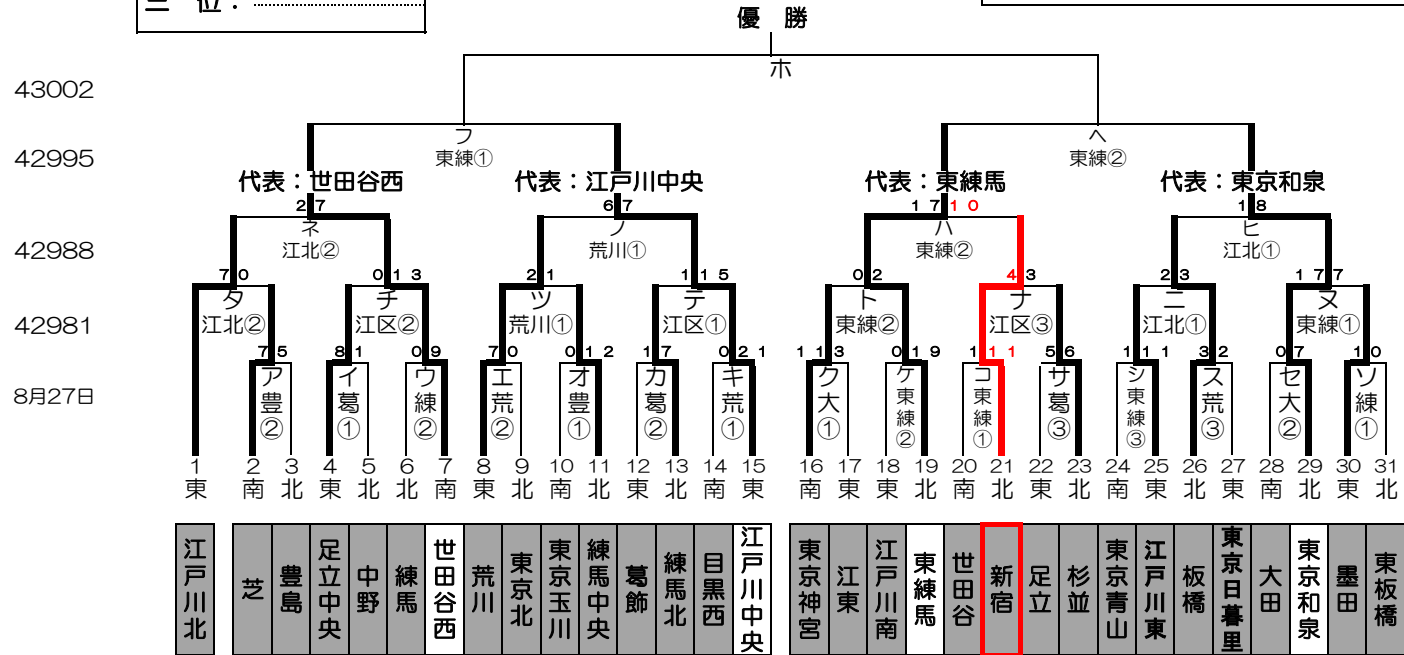 三　位：
優　勝
ホ
43002
フ
東練①
ヘ
東練②
42995
代表：世田谷西
代表：江戸川中央
代表：東練馬
代表：東京和泉
2 7
6 7
1 7 1 0
1 8
ネ
江北②
ノ
荒川①
ハ
東練②
ヒ
江北①
42988
7 0
0 1 3
2 1
1 1 5
0 2
4 3
2 3
1 7 7
タ
江北②
チ
江区②
ツ
荒川①
テ
江区①
ト
東練②
ナ
江区③
ニ
江北①
ヌ
東練①
42981
7 5
8 1
0 9
7 0
0 1 2
1 7
0 2 1
1 1 3
0 1 9
1 1 1
5 6
1 1 1
3 2
0 7
1 0
ア豊②
イ葛①
ウ練②
エ荒②
オ豊①
カ葛②
キ荒①
ク大①
ケ東練②
コ東練①
サ葛③
シ東練③
ス荒③
セ大②
ソ練①
8月27日
1 2 3 4 5 6 7 8 9 10 11 12 13 14 15 16 17 18 19 20 21 22 23 24 25 26 27 28 29 30 31
東 南 北 東 北 北 南 東 北 南 北 東 北 南 東 南 東 南 北 南 北 東 北 南 東 北 東 南 北 東 北
江戸川北
芝
豊島
足立中央
中野
練馬
世田谷西
荒川
東京北
東京玉川
練馬中央
葛飾
練馬北
目黒西
江戸川中央
東京神宮
江東
江戸川南
東練馬
世田谷
新宿
足立
杉並
東京青山
江戸川東
板橋
東京日暮里
大田
東京和泉
墨田
東板橋